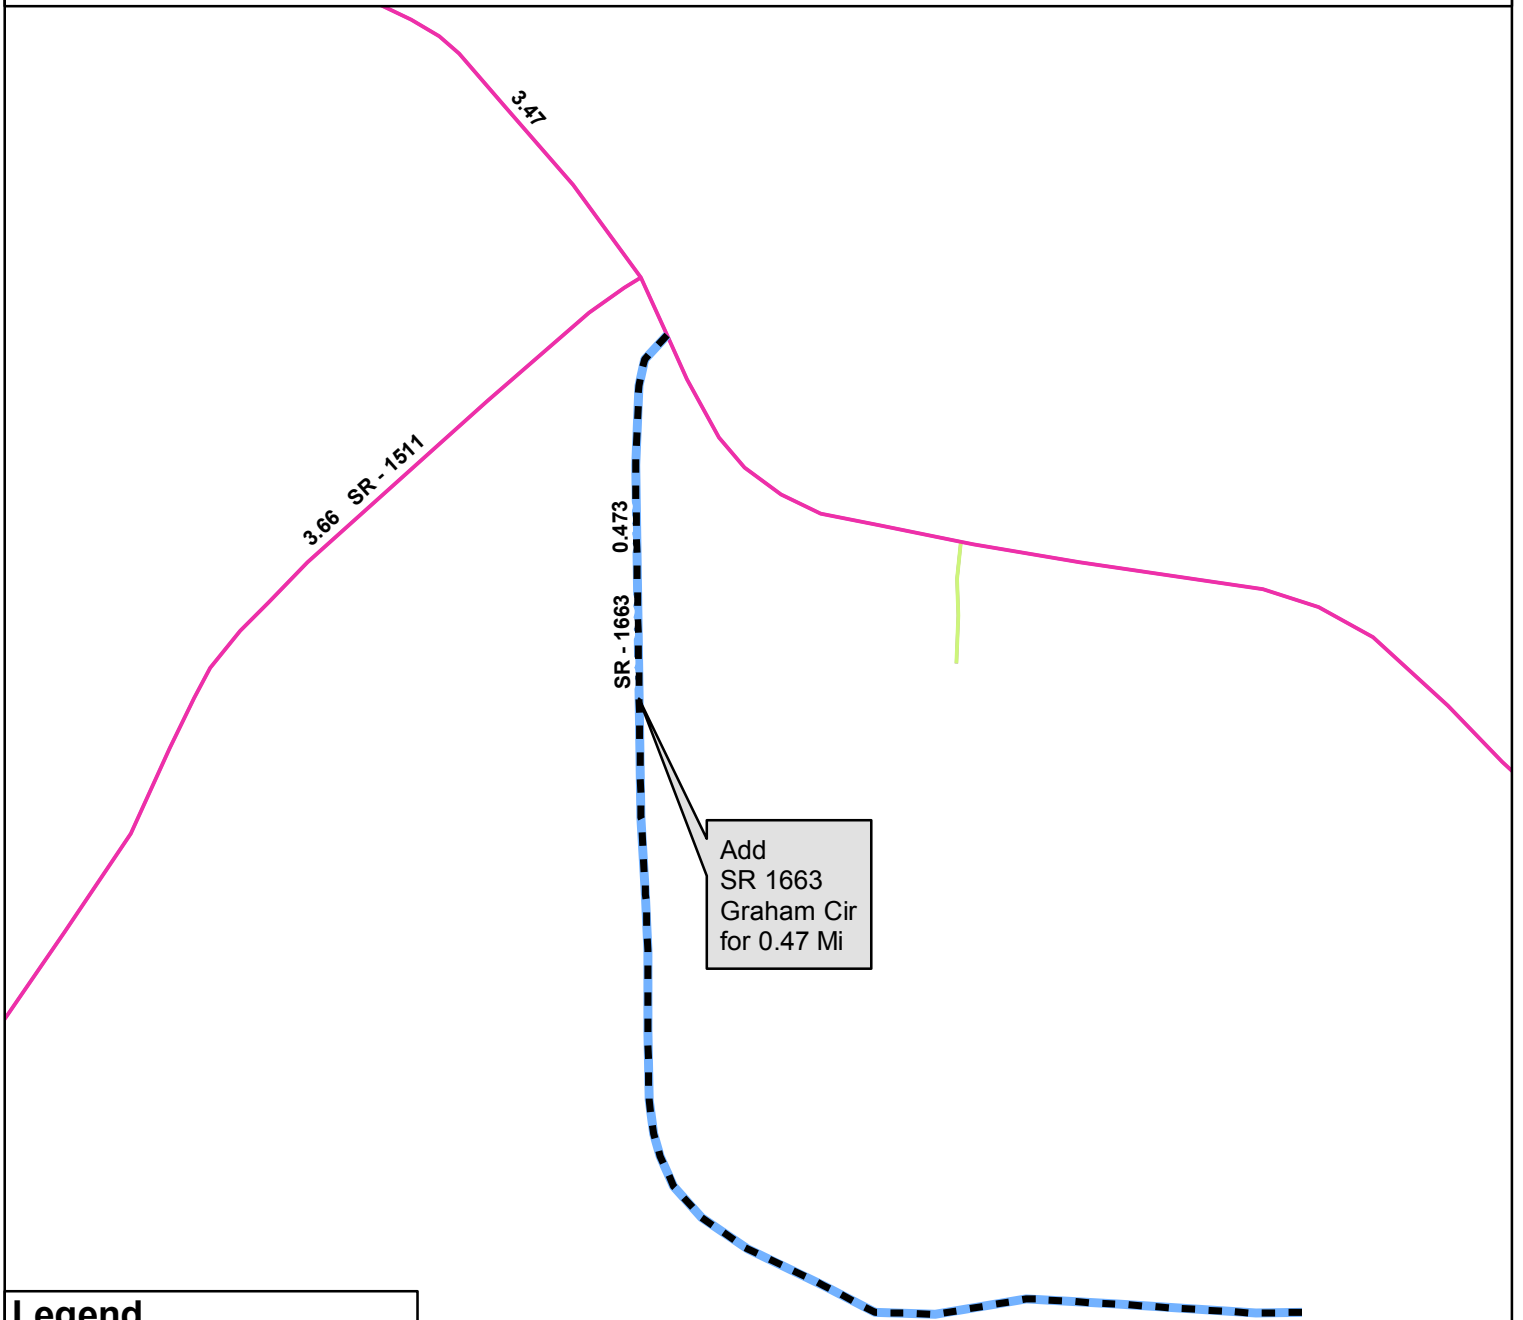 3.47
3.66 SR - 1511
SR - 1663 0.473
Add
SR 1663
Graham Cir
for 0.47 Mi
Legend